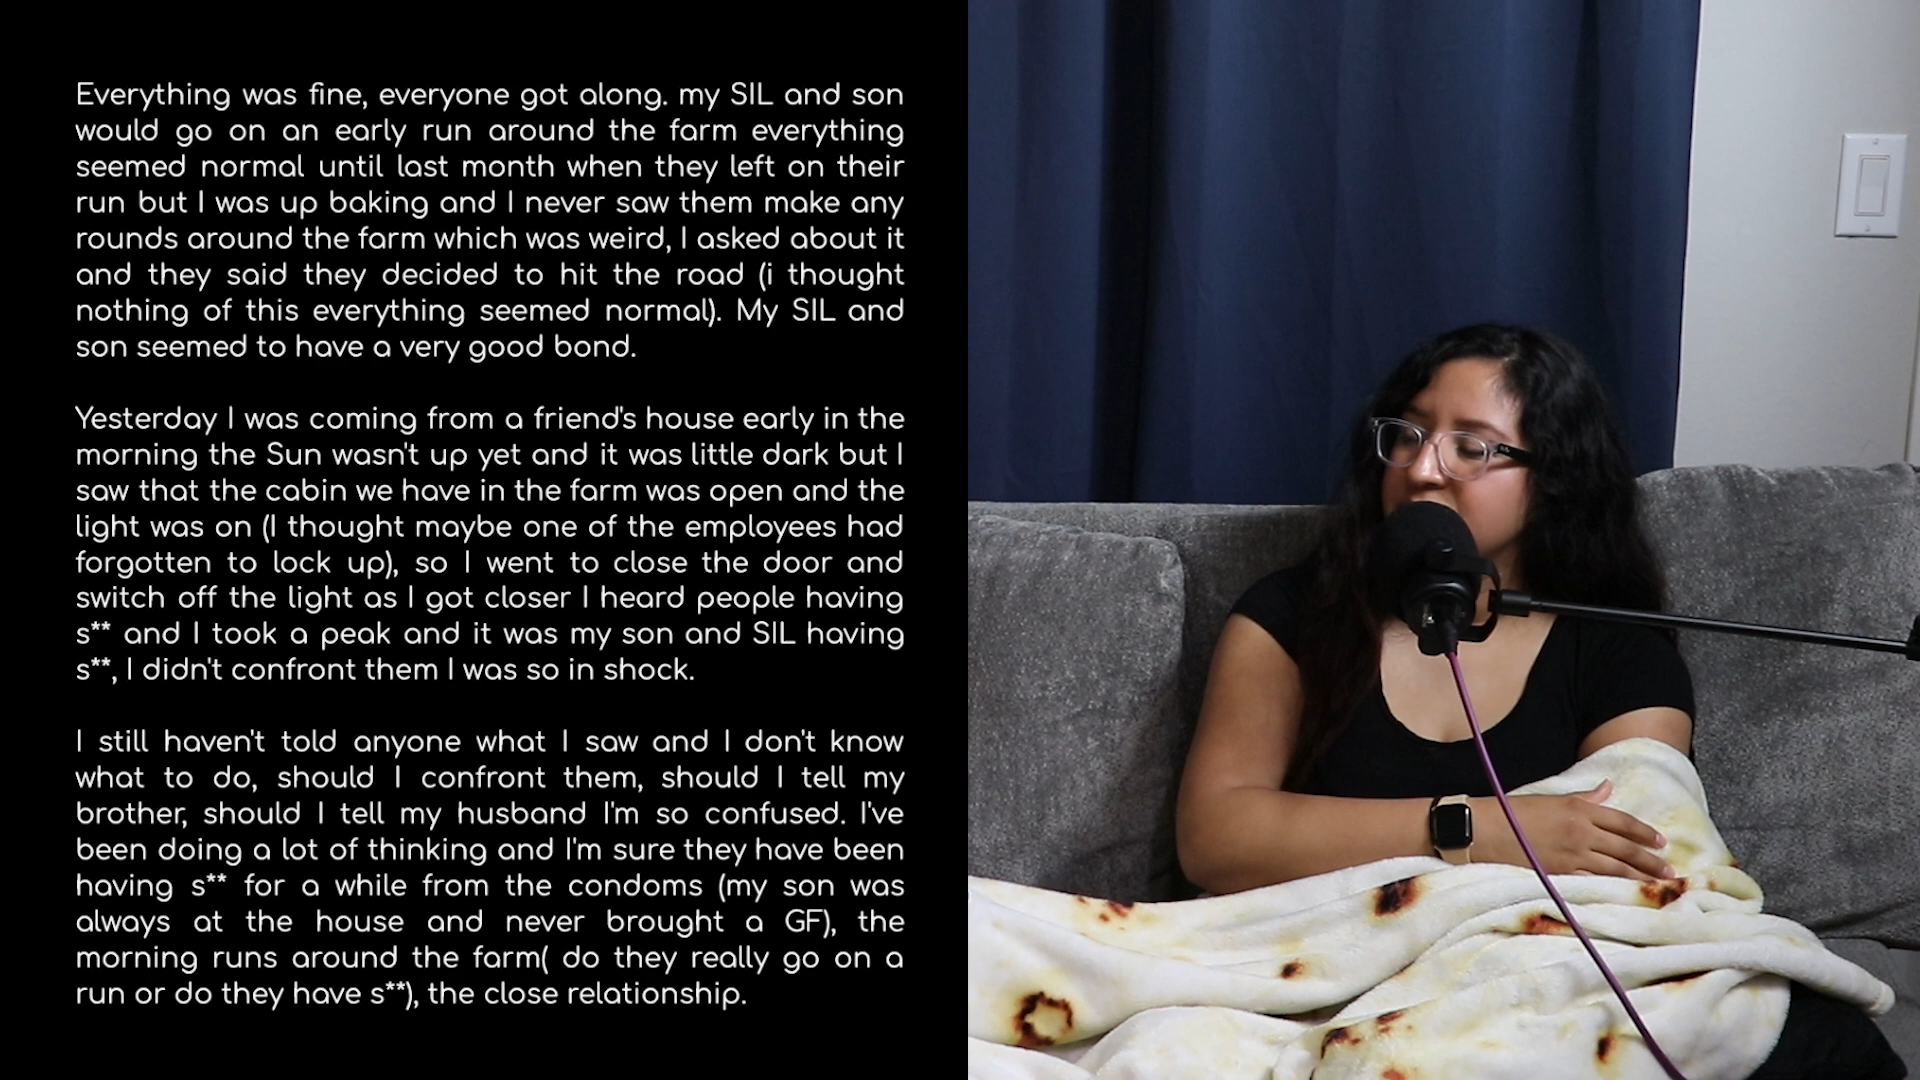 Everything was fine, everyone got along. my SIL and son
would go on an early run around the farm everything
seemed normal until last month when they left on their
run but I was up baking and I never saw them make any
rounds around the farm which was weird, I asked about it
and they said they decided to hit the road (i thought
nothing of this everything seemed normal). My SIL and
son seemed to have a very good bond.
Yesterday I was coming from a friend's house early in the
morning the Sun wasn't up yet and it was little dark but I
saw that the cabin we have in the farm was open and the
light was on (I thought maybe one of the employees had
forgotten to lock up), so I went to close the door and
switch off the light as I got closer I heard people having
s** and I took a peak and it was my son and SIL having
s**, I didn't confront them I was so in shock.
I still haven't told anyone what I saw and I don't know
what to do, should I confront them, should I tell my
brother, should I tell my husband I'm so confused. I've
been doing a lot of thinking and I'm sure they have been
having s** for a while from the condoms (my son was
always at the house and never brought a GF), the
morning runs around the farm( do they really go on a
run or do they have s**), the close relationship.